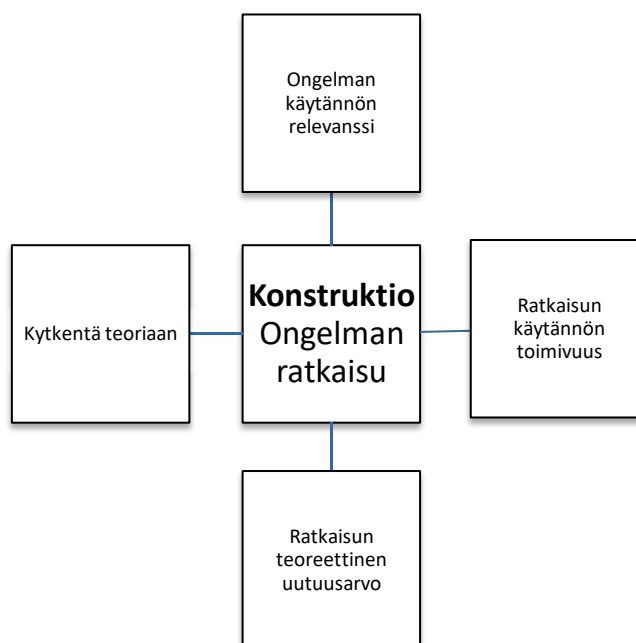 Ongelman
käytännön
relevanssi
Kytkentä teoriaan
Konstruktio
Ongelman
ratkaisu
Ratkaisun
käytännön
toimivuus
Ratkaisun
teoreettinen
uutuusarvo